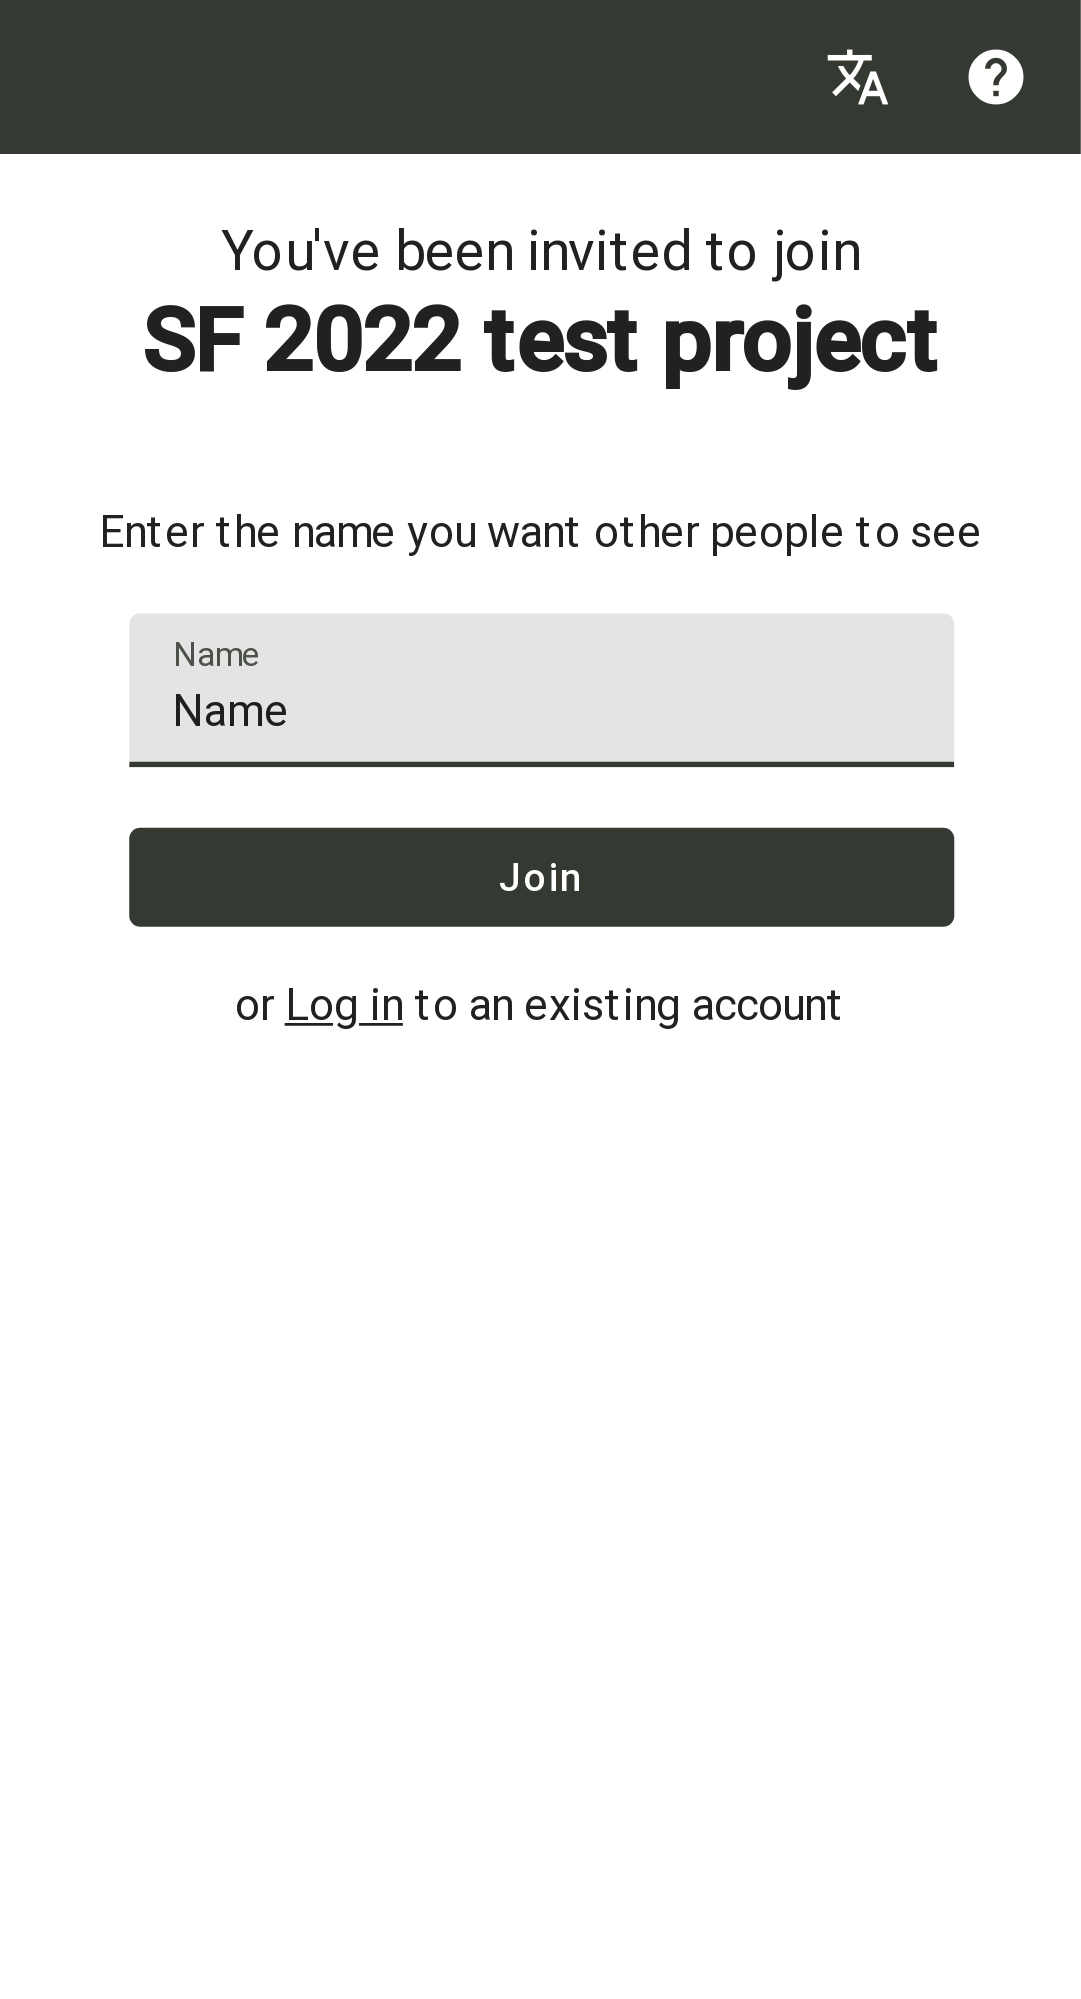 You've been invited to join
SF 2022 test project
Enter the name you want other people to see
Name
Name
Join
or Log in to an existing account